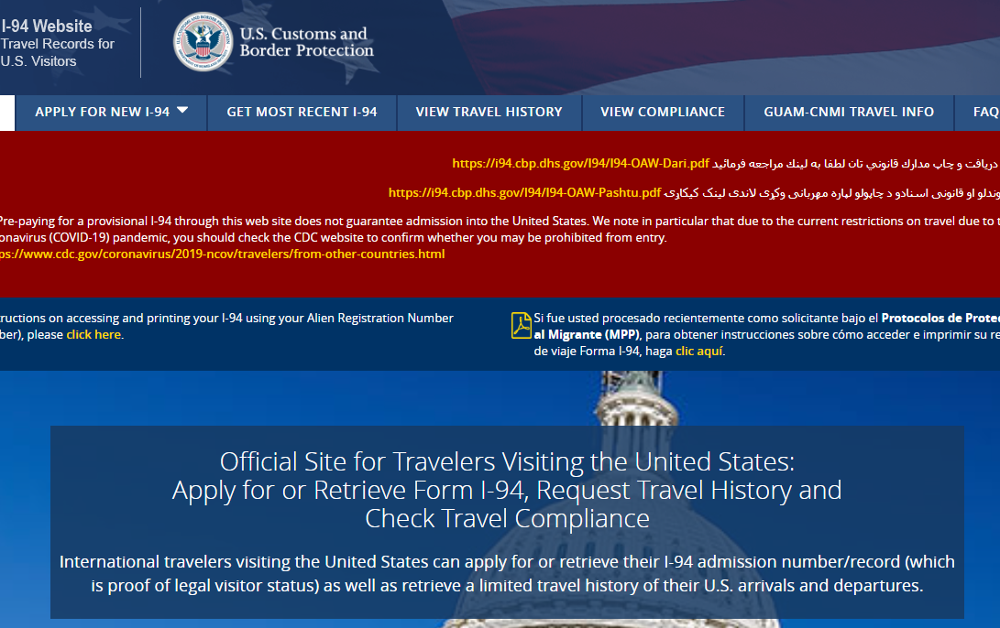 I-94 Website
Travel Records for
U.S. Visitors
U.S. Customs and
Border Protection
APPLY FOR NEW I-94
GET MOST RECENT I-94
VIEW TRAVEL HISTORY
VIEW COMPLIANCE
GUAM-CNMI TRAVEL INFO
FAQ
دریافت و چاپ مدارك قانوني تان لطفا به لینك مراجعه فرمائید https://i94.cbp.dhs.gov/I94/I94-OAW-Dari.pdf
وندلو او قانونی اسنادو د چاپولو لپاره مهربانی وکړی لاندی لینک کیکاږی https://i94.cbp.dhs.gov/I94/I94-OAW-Pashtu.pdf
Pre-paying for a provisional I-94 through this web site does not guarantee admission into the United States. We note in particular that due to the current restrictions on travel due to t
onavirus (COVID-19) pandemic, you should check the CDC website to confirm whether you may be prohibited from entry.
ps://www.cdc.gov/coronavirus/2019-ncov/travelers/from-other-countries.html
tructions on accessing and printing your I-94 using your Alien Registration Number
ber), please click here.
Si fue usted procesado recientemente como solicitante bajo el Protocolos de Protec
al Migrante (MPP), para obtener instrucciones sobre cómo acceder e imprimir su re
de viaje Forma I-94, haga clic aquí.
Official Site for Travelers Visiting the United States:
Apply for or Retrieve Form I-94, Request Travel History and
Check Travel Compliance
International travelers visiting the United States can apply for or retrieve their I-94 admission number/record (which
is proof of legal visitor status) as well as retrieve a limited travel history of their U.S. arrivals and departures.